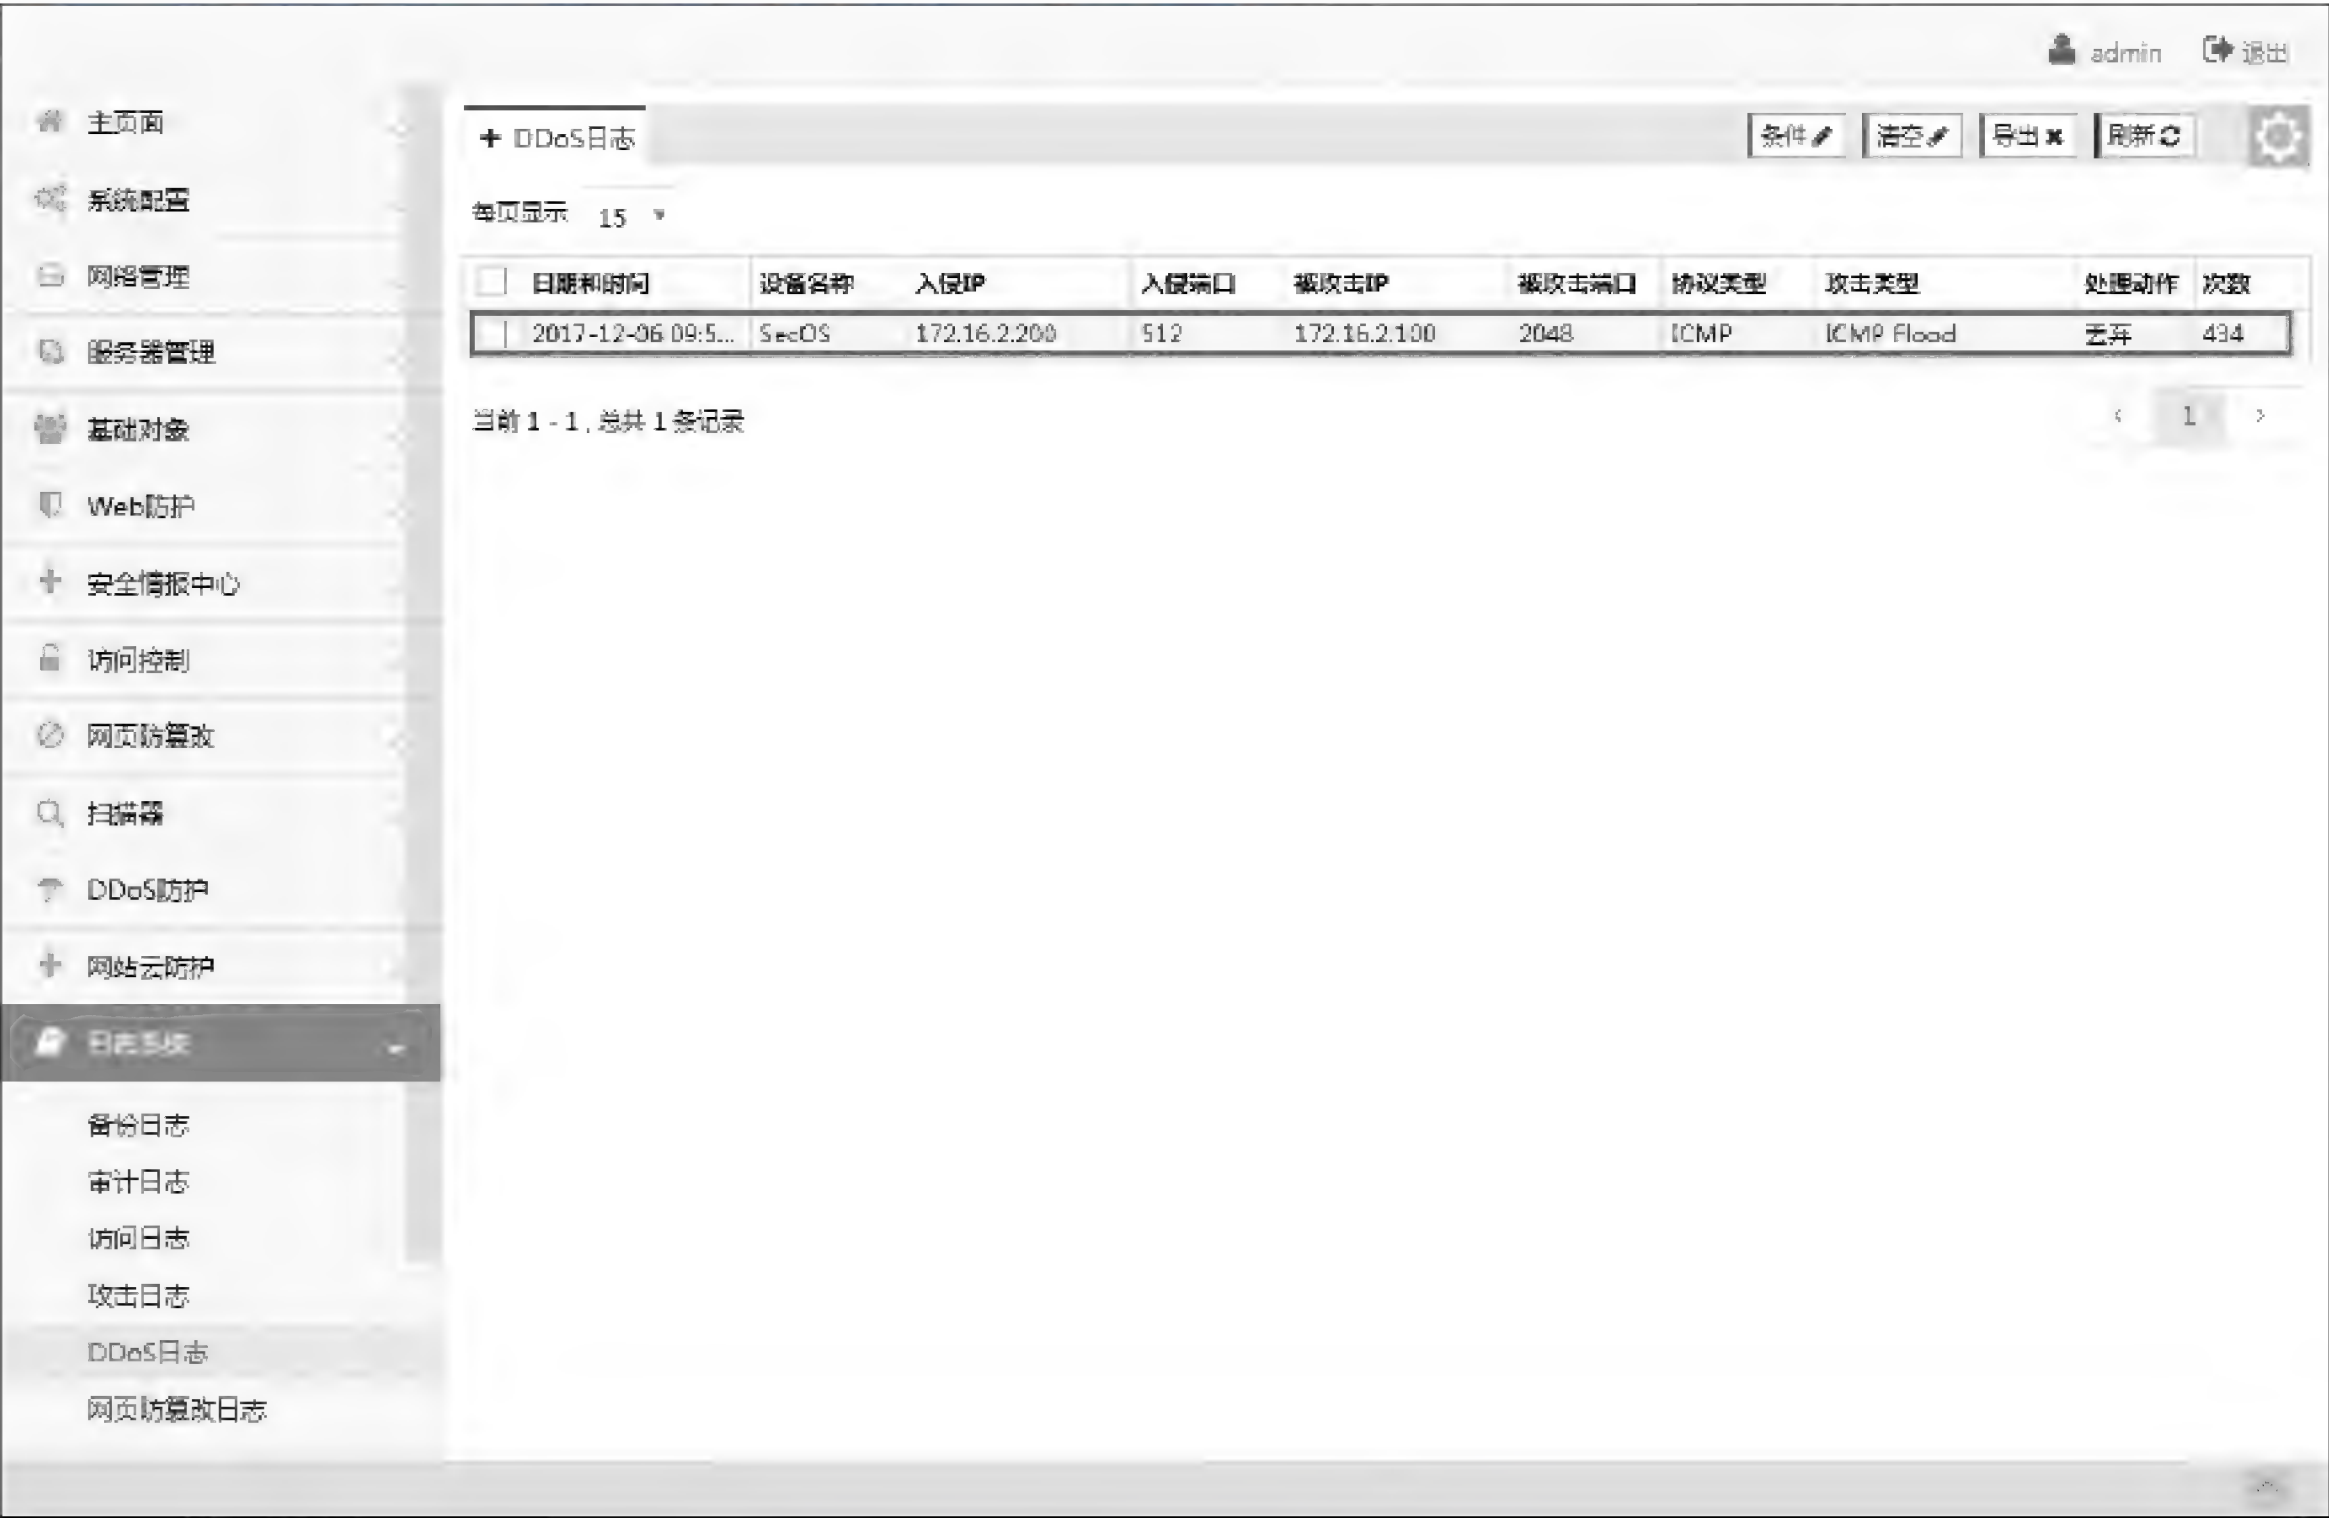 admin 退出
主页面
系统配置
网络管理
服务器管理
基础对象
Web防护
安全情报中心
访问控制
网页防篡改
扫描器
DDoS防护
网站云防护
日志系统
备份日志
审计日志
访问日志
攻击日志
DDoS日志
网页防篡改日志
+ DDoS日志 条件 清空 导出 刷新
每页显示 15
日期和时间 设备名称 入侵IP 入侵端口 被攻击IP 被攻击端口 协议类型 攻击类型 处理动作 次数
2017-12-06 09:5... SecOS 172.16.2.200 512 172.16.2.100 2048 ICMP ICMP Flood 丢弃 434
当前 1 - 1 , 总共 1 条记录 1